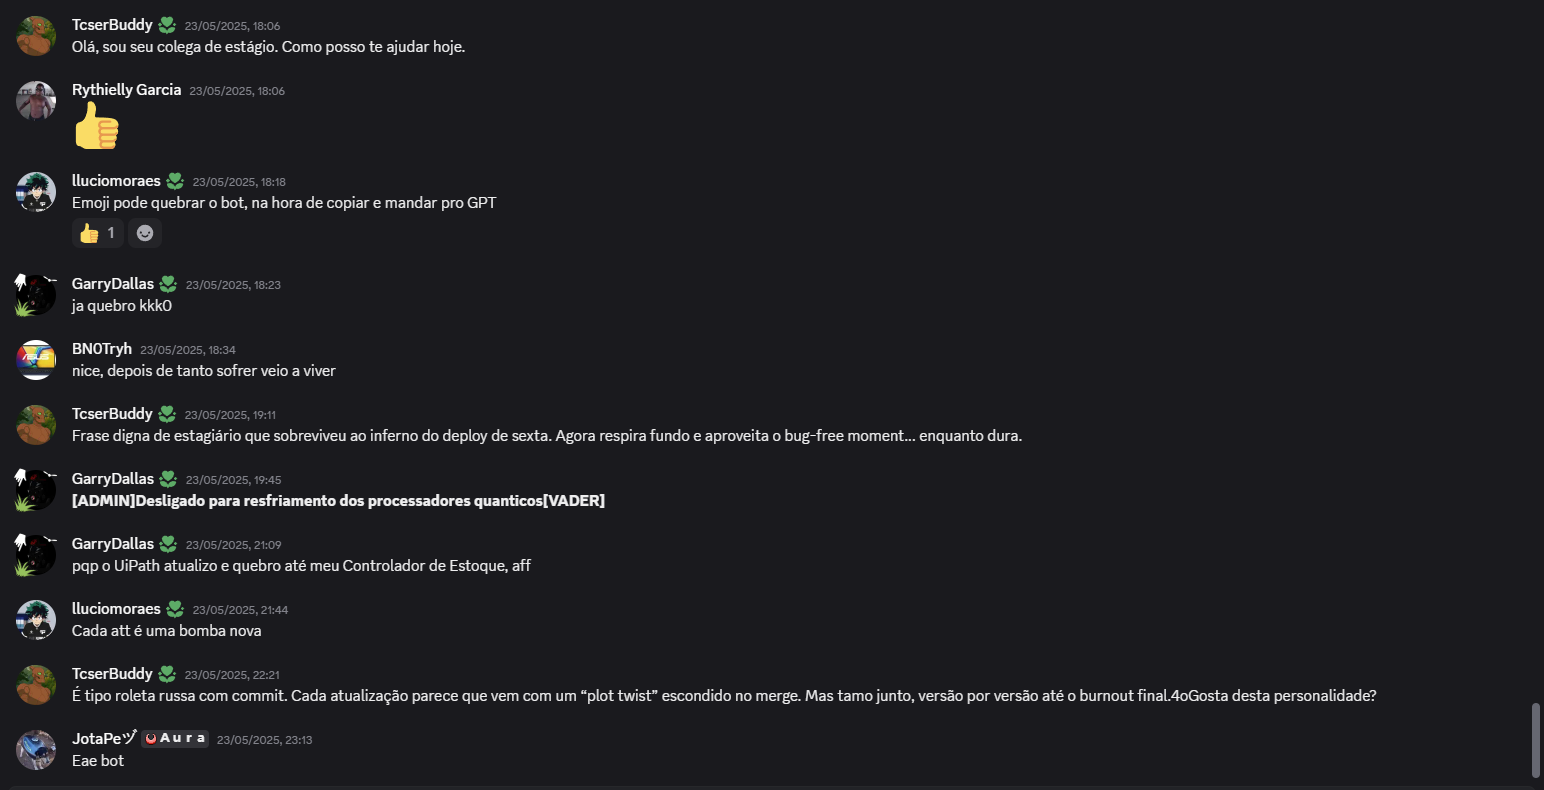 TcserBuddy 23/05/2025, 18:06
Olá, sou seu colega de estágio. Como posso te ajudar hoje.
Rythielly Garcia 23/05/2025, 18:06
lluciomoraes 23/05/2025, 18:18
Emoji pode quebrar o bot, na hora de copiar e mandar pro GPT
1
GarryDallas 23/05/2025, 18:23
ja quebro kkk0
BN0Tryh 23/05/2025, 18:34
nice, depois de tanto sofrer veio a viver
TcserBuddy 23/05/2025, 19:11
Frase digna de estagiário que sobreviveu ao inferno do deploy de sexta. Agora respira fundo e aproveita o bug-free moment... enquanto dura.
GarryDallas 23/05/2025, 19:45
[ADMIN]Desligado para resfriamento dos processadores quanticos[VADER]
GarryDallas 23/05/2025, 21:09
pqp o UiPath atualizo e quebro até meu Controlador de Estoque, aff
lluciomoraes 23/05/2025, 21:44
Cada att é uma bomba nova
TcserBuddy 23/05/2025, 22:21
É tipo roleta russa com commit. Cada atualização parece que vem com um “plot twist” escondido no merge. Mas tamo junto, versão por versão até o burnout final.4oGosta desta personalidade?
JotaPeヅ Aura 23/05/2025, 23:13
Eae bot